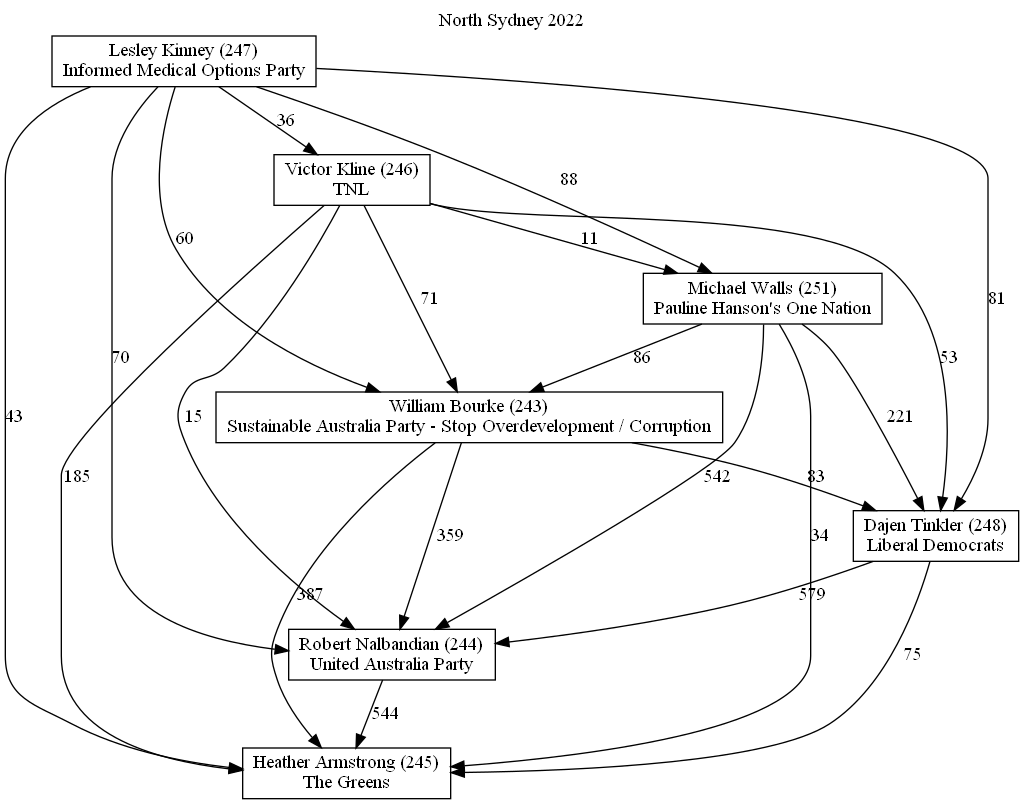 North Sydney 2022
Lesley Kinney (247)
Informed Medical Options Party
36
Victor Kline (246)
TNL
88
60
11
71
81
Michael Walls (251)
Pauline Hanson's One Nation
70
86
53
43
15
221
William Bourke (243)
Sustainable Australia Party - Stop Overdevelopment / Corruption
185
542
83
359
34
Dajen Tinkler (248)
Liberal Democrats
387
579
Robert Nalbandian (244)
United Australia Party
75
544
Heather Armstrong (245)
The Greens